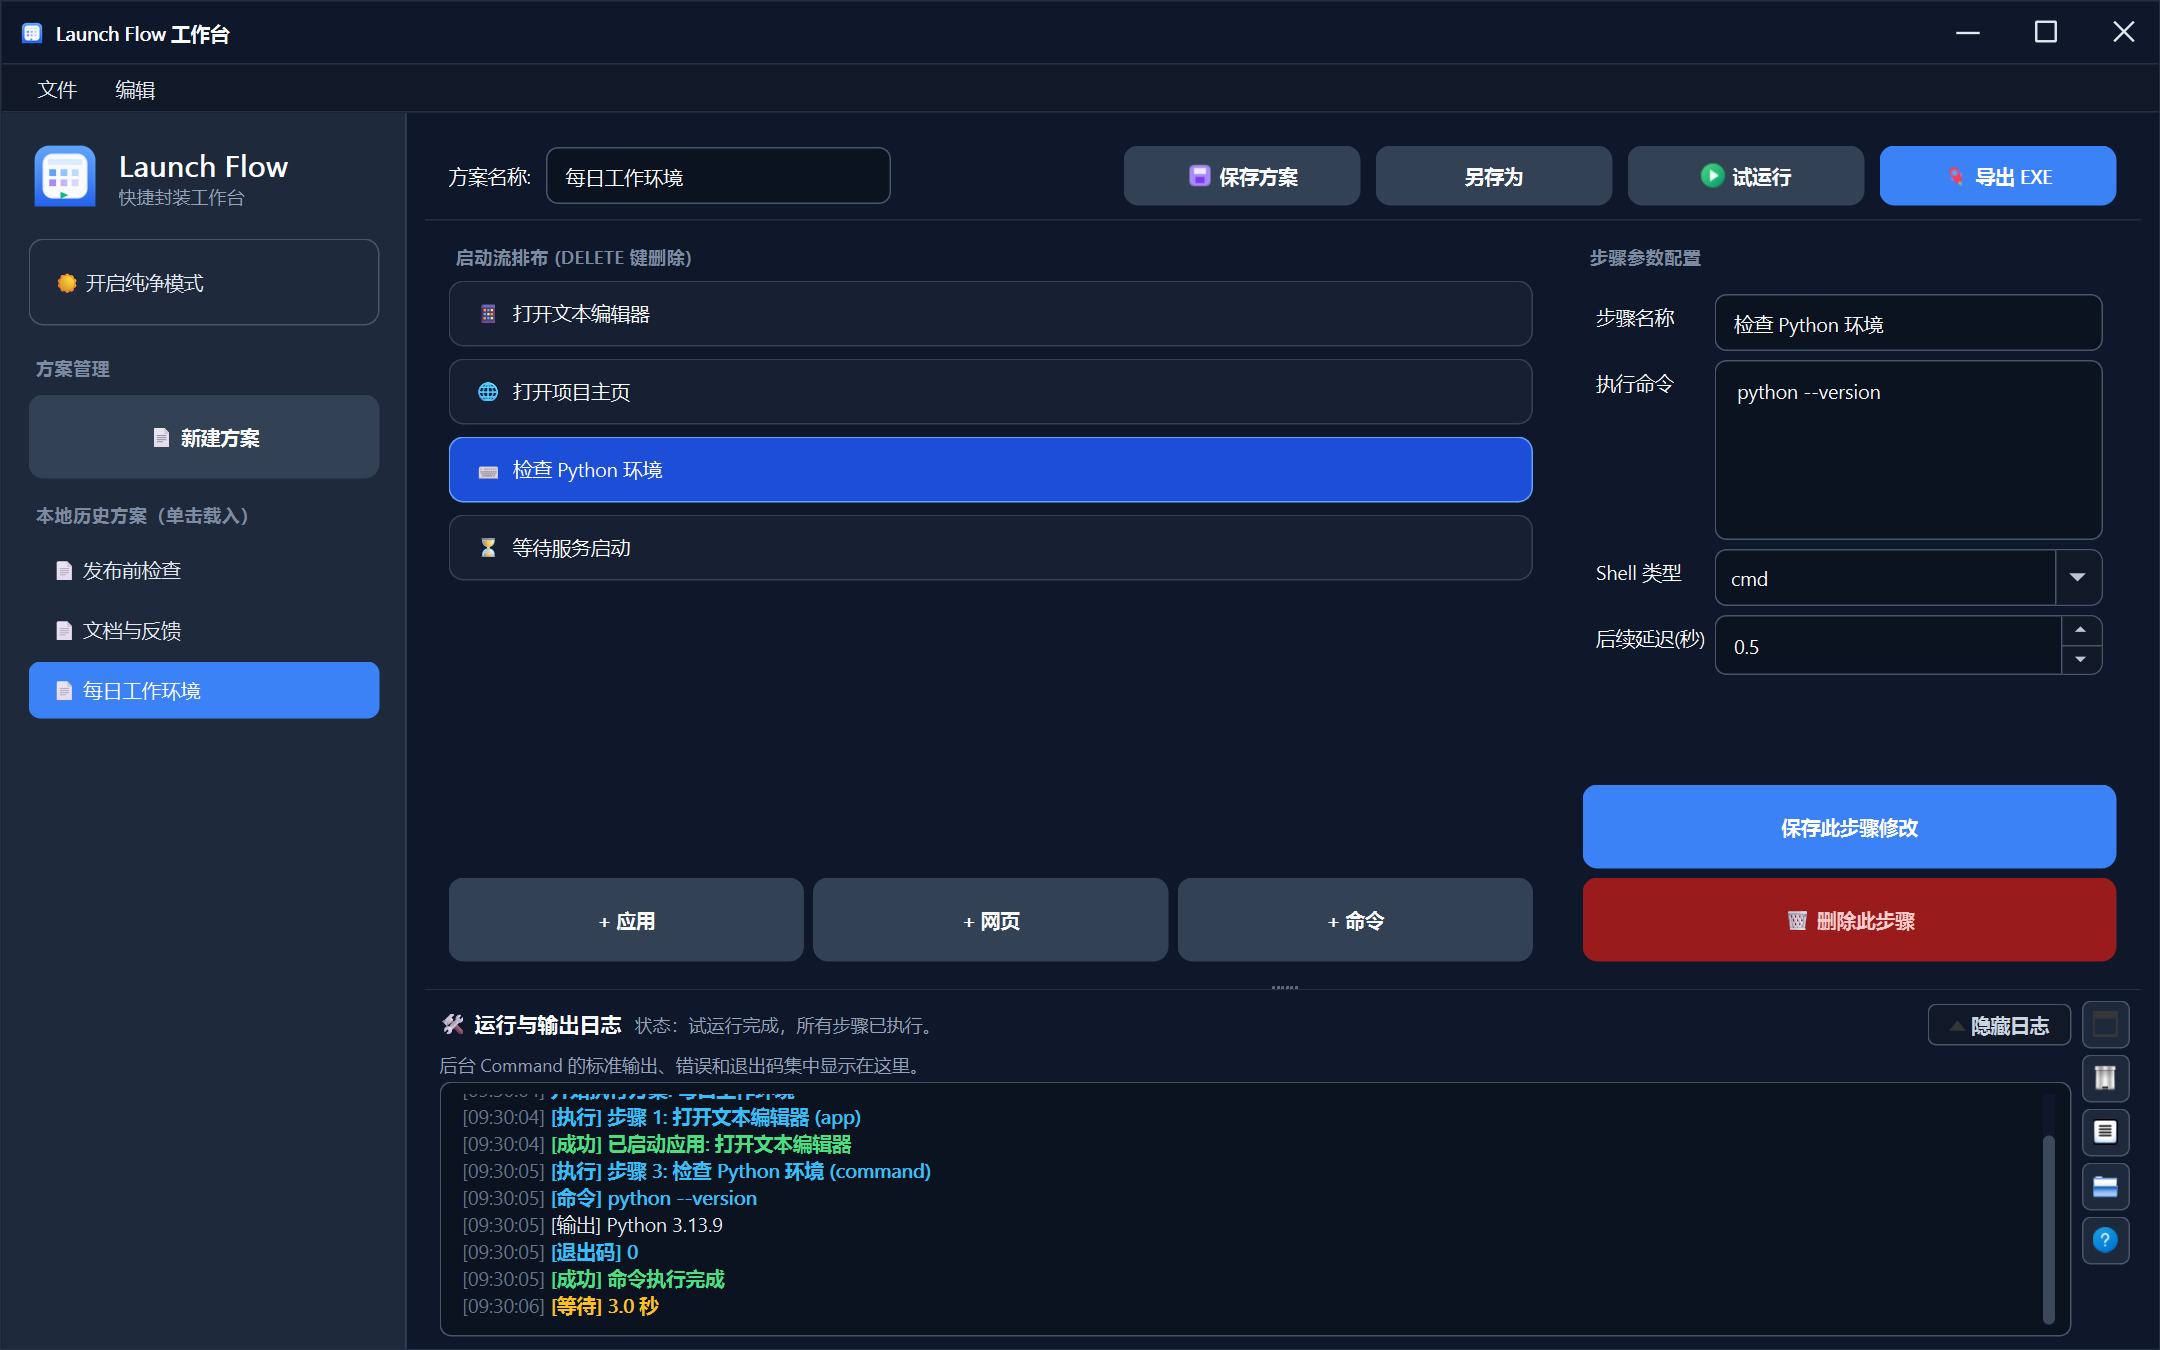 Launch Flow 工作台
文件 编辑
Launch Flow
快捷封装工作台
开启纯净模式
方案管理
新建方案
本地历史方案（单击载入）
发布前检查
文档与反馈
每日工作环境
方案名称: 每日工作环境
保存方案 另存为 试运行 导出 EXE
启动流排布 (DELETE 键删除)
打开文本编辑器
打开项目主页
检查 Python 环境
等待服务启动
+ 应用 + 网页 + 命令
步骤参数配置
步骤名称 检查 Python 环境
执行命令 python --version
Shell 类型 cmd
后续延迟(秒) 0.5
保存此步骤修改
删除此步骤
运行与输出日志 状态：试运行完成，所有步骤已执行。
隐藏日志
后台 Command 的标准输出、错误和退出码集中显示在这里。
[09:30:04] 开始执行方案: 每日工作环境
[09:30:04] [执行] 步骤 1: 打开文本编辑器 (app)
[09:30:04] [成功] 已启动应用: 打开文本编辑器
[09:30:05] [执行] 步骤 3: 检查 Python 环境 (command)
[09:30:05] [命令] python --version
[09:30:05] [输出] Python 3.13.9
[09:30:05] [退出码] 0
[09:30:05] [成功] 命令执行完成
[09:30:06] [等待] 3.0 秒